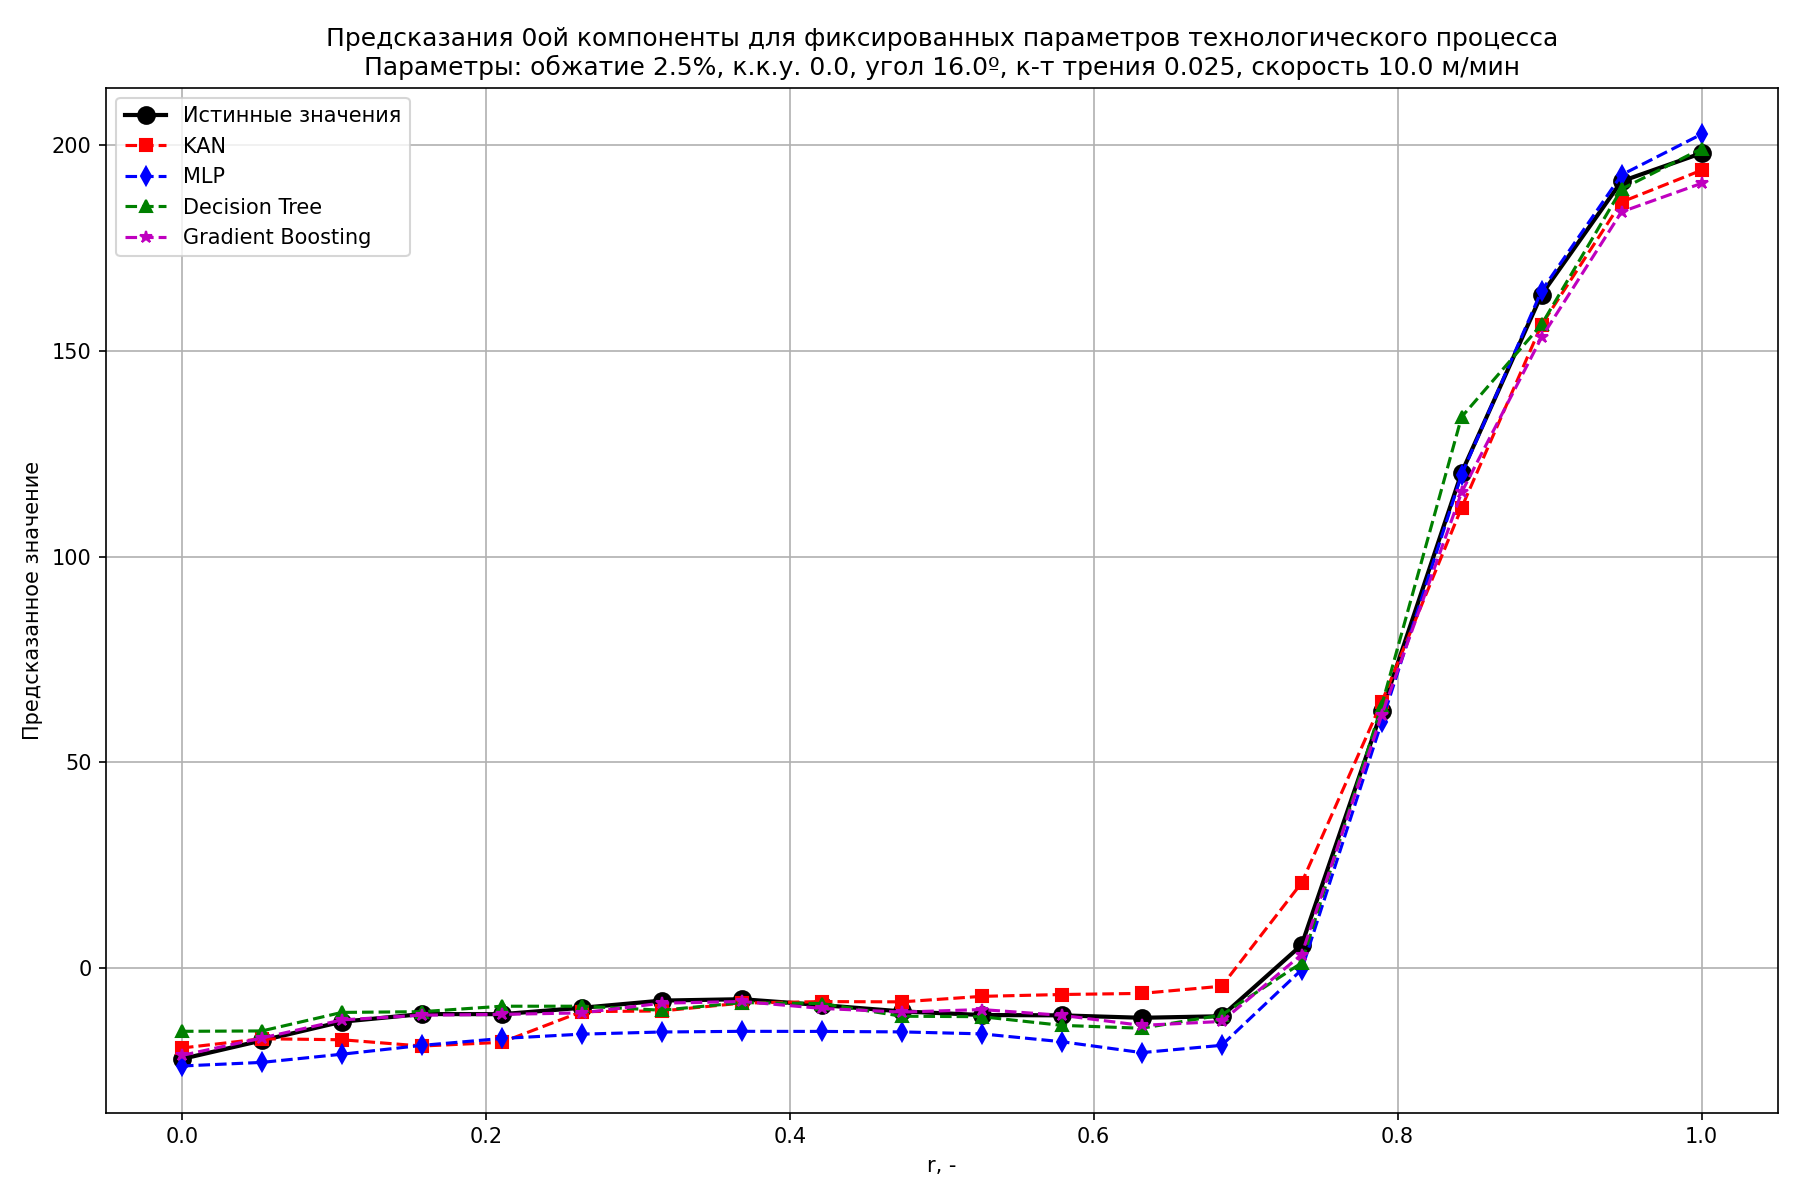 Предсказания 0ой компоненты для фиксированных параметров технологического процесса
Параметры: обжатие 2.5%, к.к.у. 0.0, угол 16.0º, к-т трения 0.025, скорость 10.0 м/мин
Истинные значения
KAN
MLP
Decision Tree
Gradient Boosting
Предсказанное значение
200
150
100
50
0
0.0 0.2 0.4 0.6 0.8 1.0
r, -